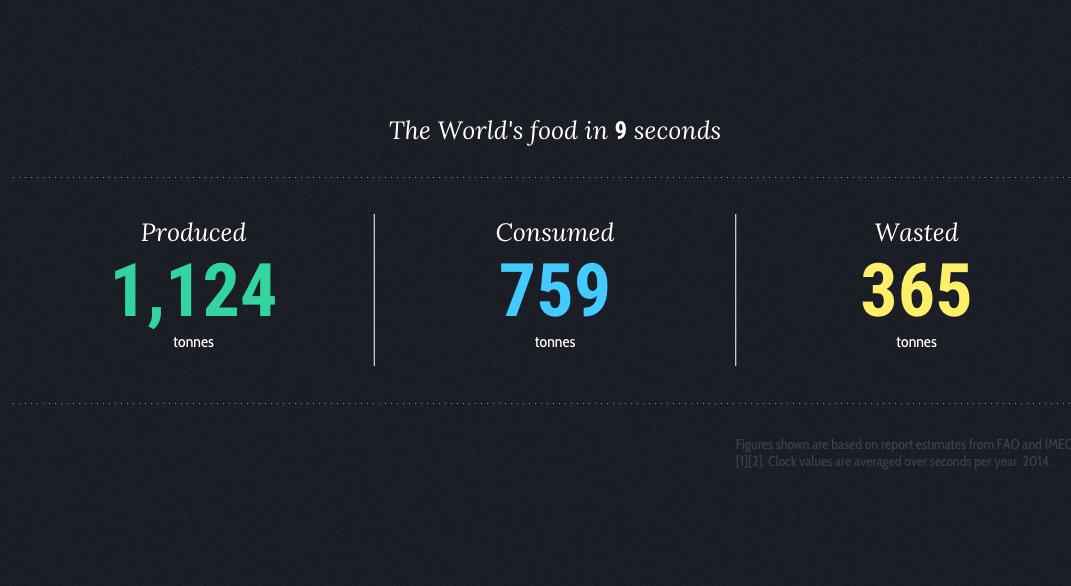 The World's food in 9 seconds
Produced
1,124
tonnes
Consumed
759
tonnes
Wasted
365
tonnes
Figures shown are based on report estimates from FAO and IMEC
[1][2]. Clock values are averaged over seconds per year. 2014.